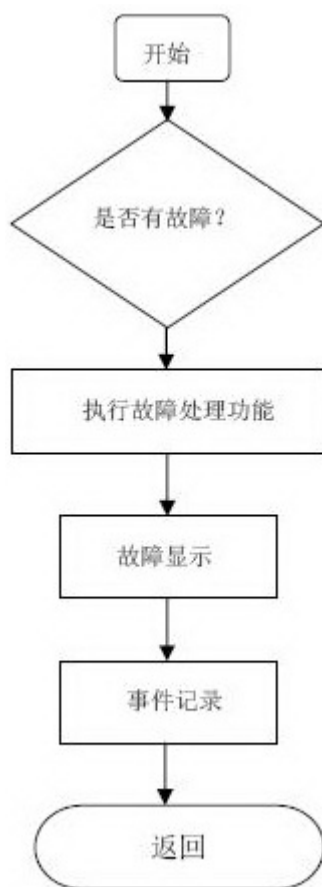 开始
是否有故障？
执行故障处理功能
故障显示
事件记录
返回